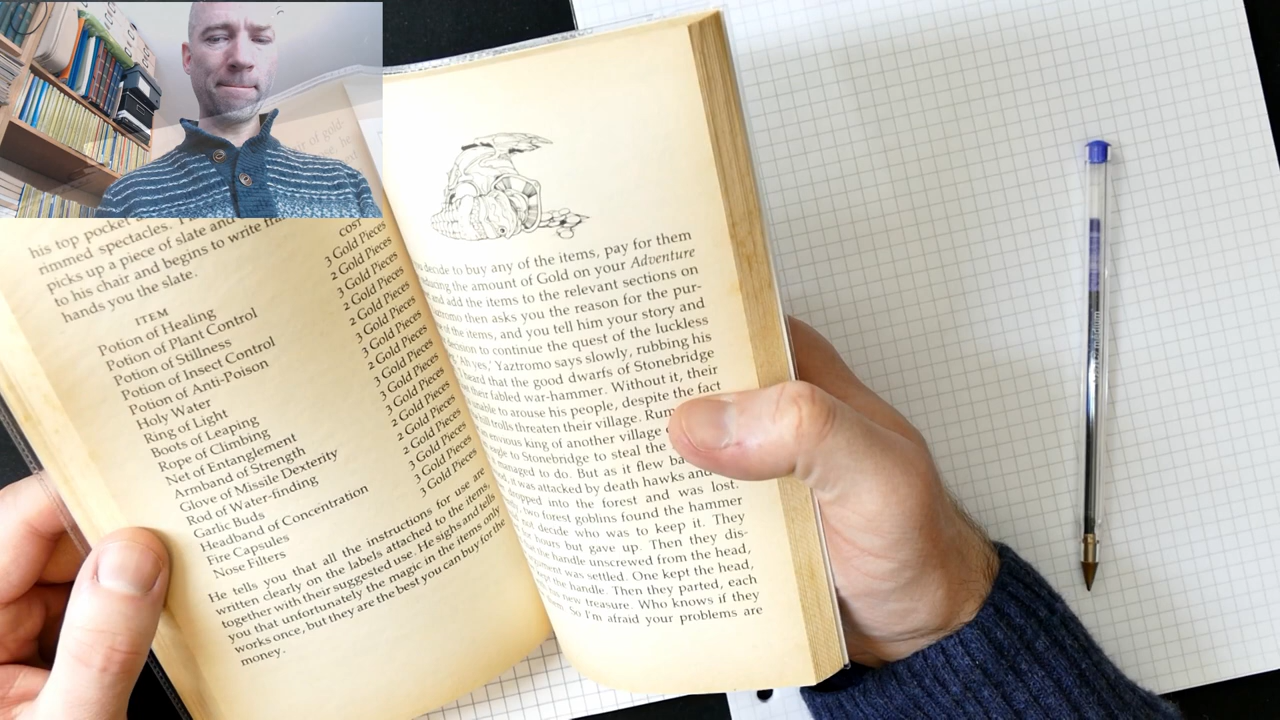 his top pocket
rimmed spectacles.
picks up a piece of slate and
to his chair and begins to write
hands you the slate.
ITEM COST
Potion of Healing 3 Gold Pieces
Potion of Plant Control 2 Gold Pieces
Potion of Stillness 3 Gold Pieces
Potion of Insect Control 2 Gold Pieces
Potion of Anti-Poison 2 Gold Pieces
Holy Water 3 Gold Pieces
Ring of Light 3 Gold Pieces
Boots of Leaping 2 Gold Pieces
Rope of Climbing 3 Gold Pieces
Net of Entanglement 3 Gold Pieces
Armband of Strength 3 Gold Pieces
Glove of Missile Dexterity 2 Gold Pieces
Rod of Water-finding 2 Gold Pieces
Garlic Buds 2 Gold Pieces
Headband of Concentration 3 Gold Pieces
Fire Capsules 3 Gold Pieces
Nose Filters 3 Gold Pieces
He tells you that all the instructions for use are
written clearly on the labels attached to the items,
together with their suggested use. He sighs and tells
you that unfortunately the magic in the items only
works once, but they are the best you can buy for the
money.
decide to buy any of the items, pay for them
the amount of Gold on your Adventure
and add the items to the relevant sections on
then asks you the reason for the pur-
of the items, and you tell him your story and
decision to continue the quest of the luckless
'Ah yes,' Yaztromo says slowly, rubbing his
heard that the good dwarfs of Stonebridge
their fabled war-hammer. Without it, their
to arouse his people, despite the fact
hill trolls threaten their village.
envious king of another village
eagle to Stonebridge to steal the
managed to do. But as it flew
it was attacked by death hawks and
dropped into the forest and was lost.
two forest goblins found the hammer
not decide who was to keep it. They
for hours but gave up. Then they dis-
the handle unscrewed from the head,
argument was settled. One kept the head,
kept the handle. Then they parted, each
new treasure. Who knows if they
So I'm afraid your problems are